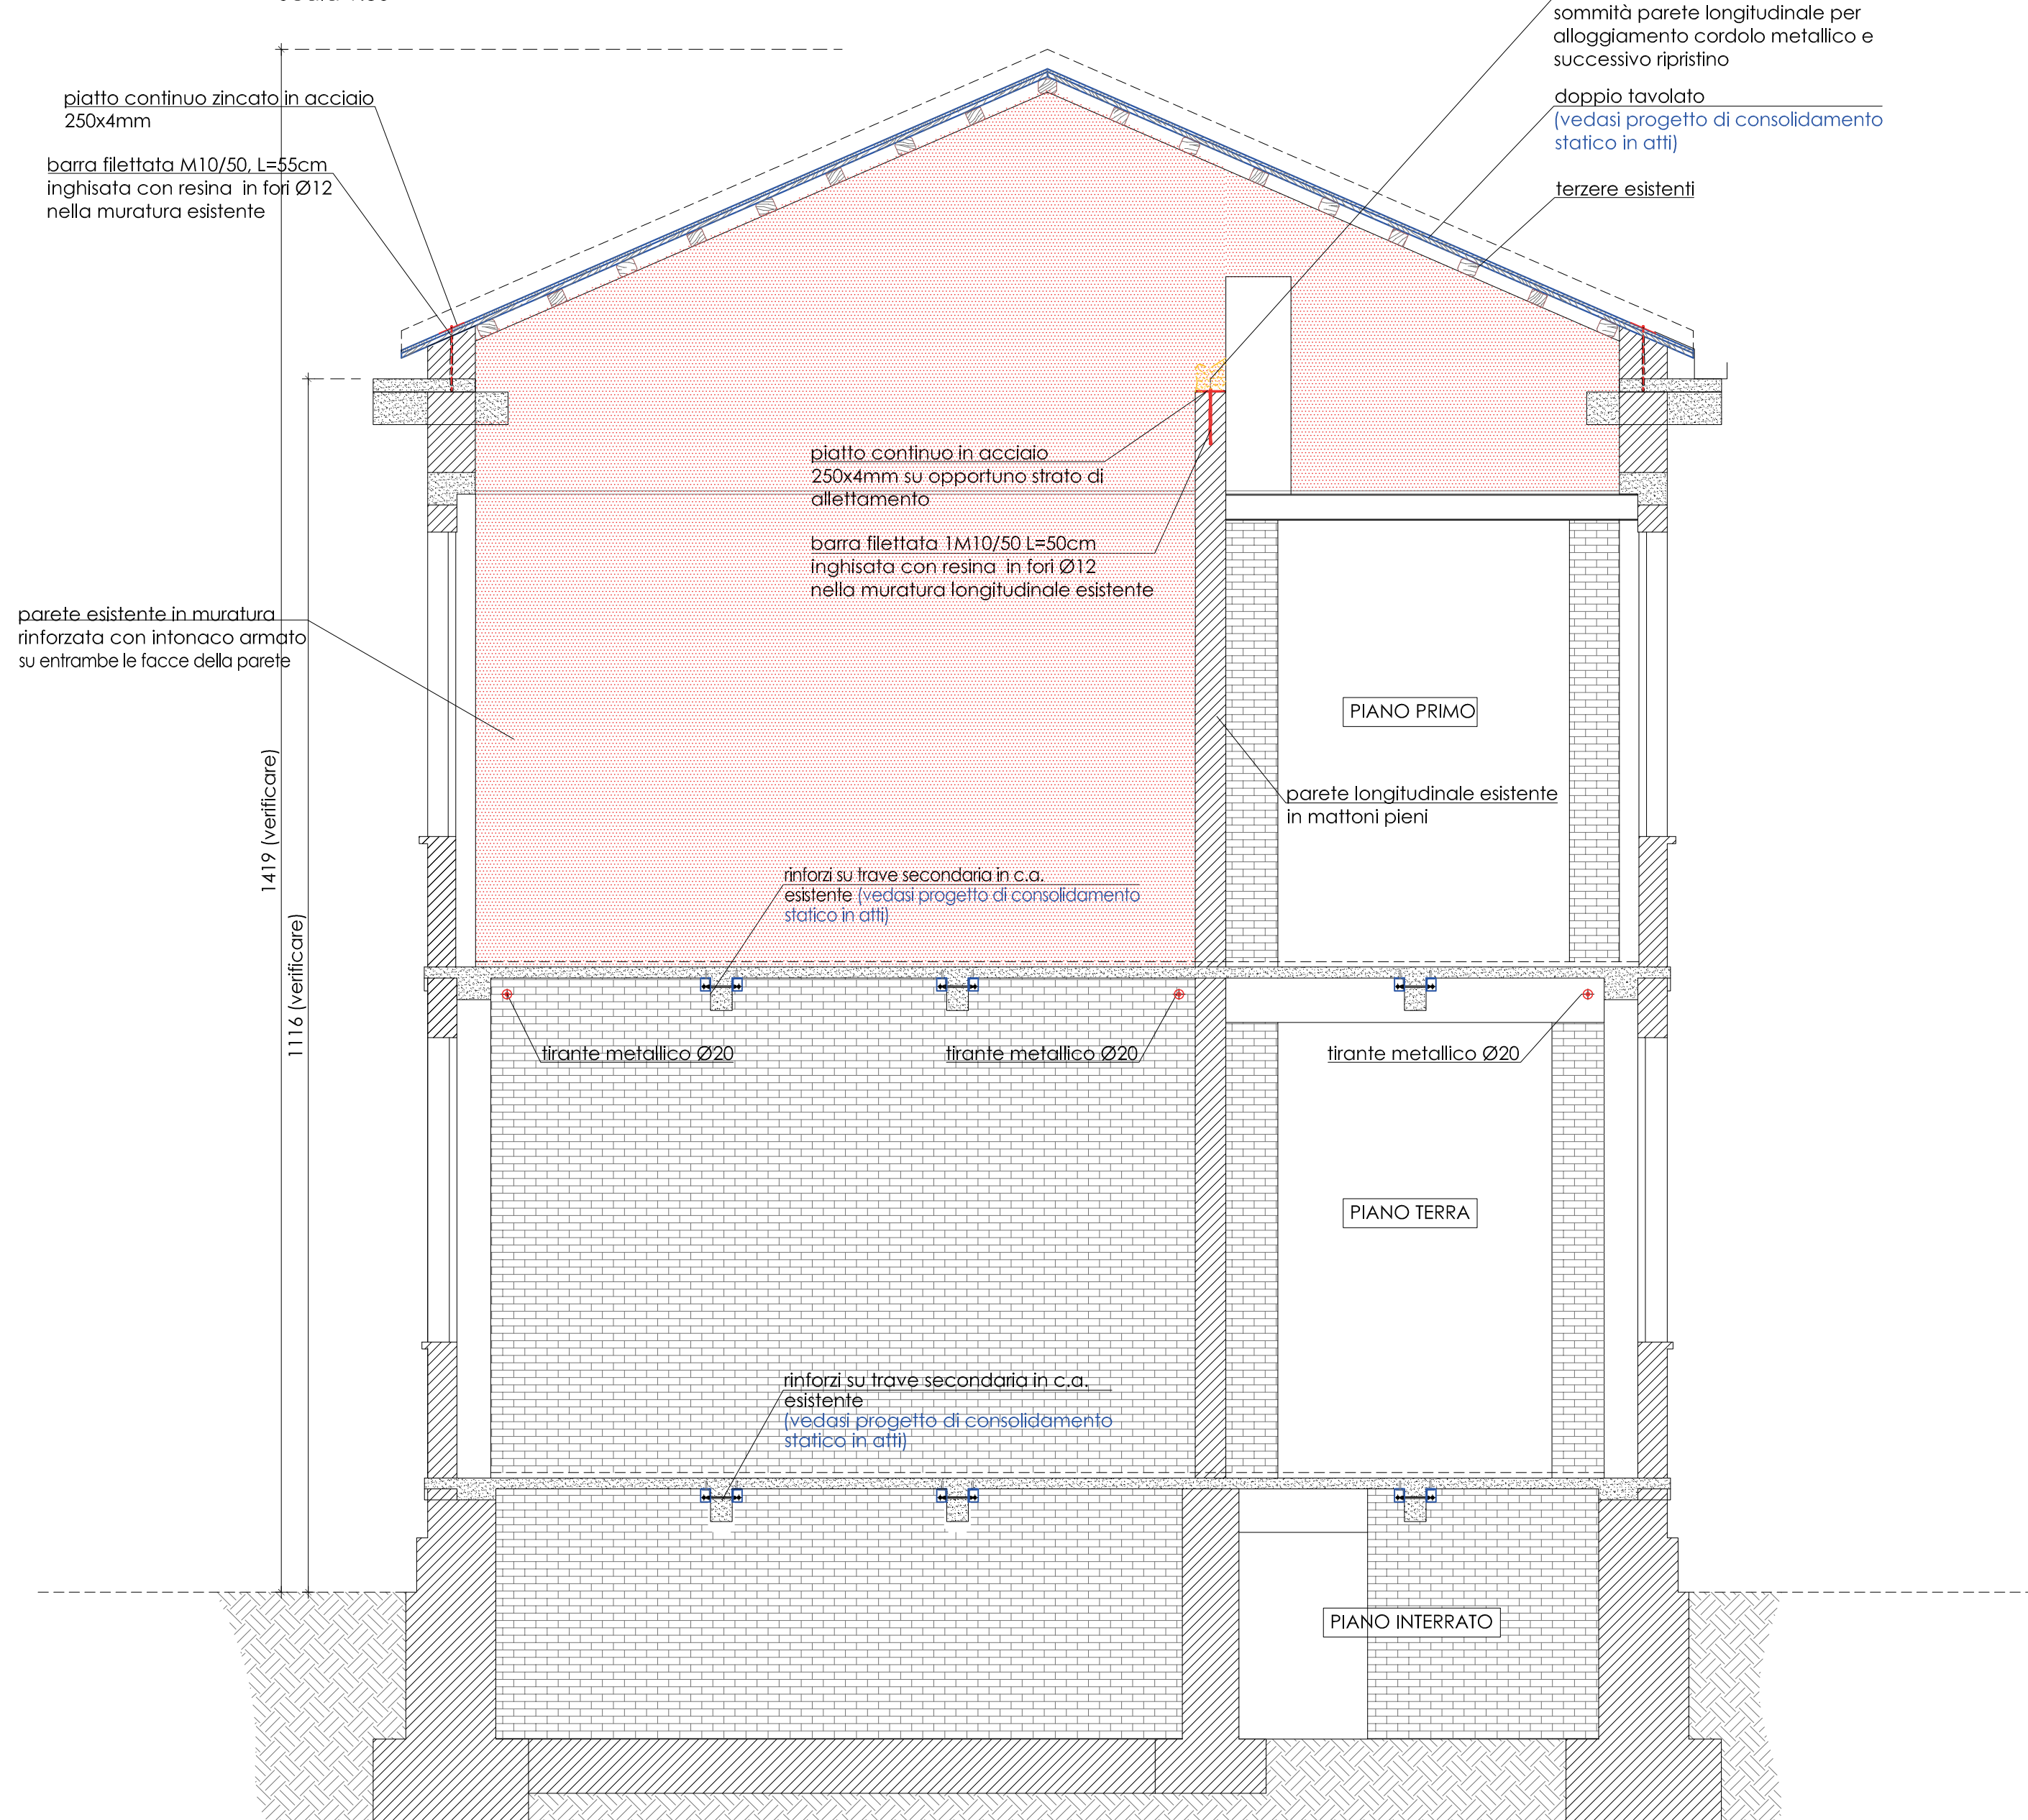 sommità parete longitudinale per
alloggiamento cordolo metallico e
successivo ripristino
piatto continuo zincato in acciaio
250x4mm
doppio tavolato
(vedasi progetto di consolidamento
statico in atti)
barra filettata M10/50, L=55cm
inghisata con resina in fori Ø12
nella muratura esistente
terzere esistenti
piatto continuo in acciaio
250x4mm su opportuno strato di
allettamento
barra filettata 1M10/50 L=50cm
inghisata con resina in fori Ø12
nella muratura longitudinale esistente
parete esistente in muratura
rinforzata con intonaco armato
su entrambe le facce della parete
PIANO PRIMO
parete longitudinale esistente
in mattoni pieni
1419 (verificare)
1116 (verificare)
rinforzi su trave secondaria in c.a.
esistente (vedasi progetto di consolidamento
statico in atti)
tirante metallico Ø20
tirante metallico Ø20
tirante metallico Ø20
PIANO TERRA
rinforzi su trave secondaria in c.a.
esistente
(vedasi progetto di consolidamento
statico in atti)
PIANO INTERRATO